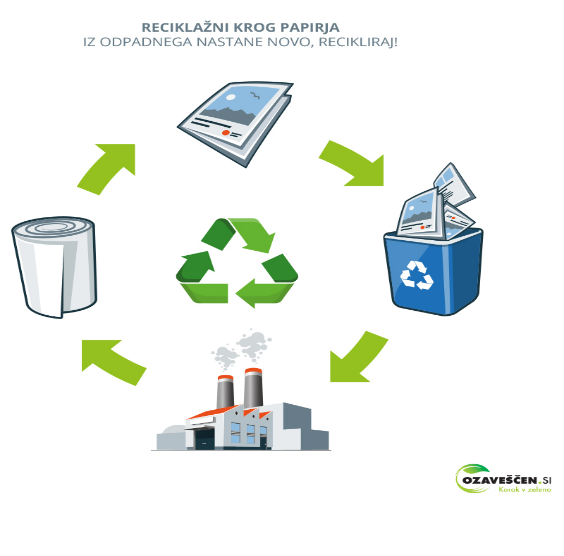 RECIKLAŽNI KROG PAPIRJA
IZ ODPADNEGA NASTANE NOVO, RECIKLIRAJ!
OZAVEŠČEN.SI
Korak v zeleno